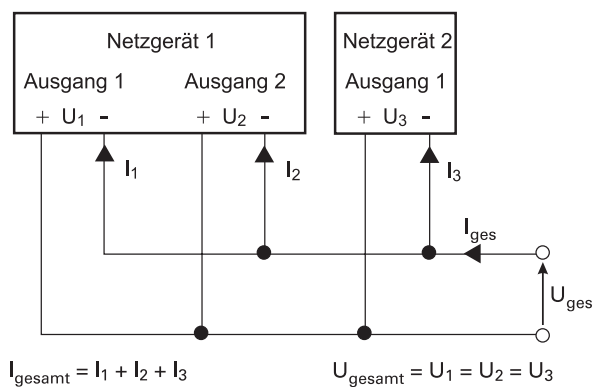 Netzgerät 1
Netzgerät 2
Ausgang 1
Ausgang 2
Ausgang 1
+ U1 -
+ U2 -
+ U3 -
I1
I2
I3
Iges
Uges
Igesamt = I1 + I2 + I3
Ugesamt = U1 = U2 = U3